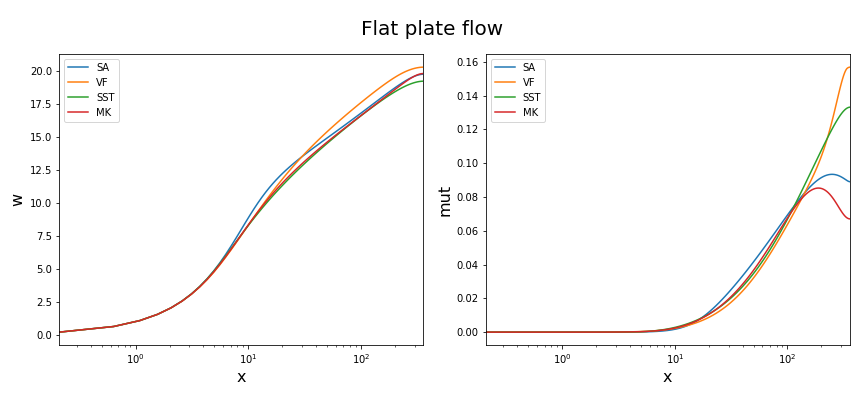 Flat plate flow
SA
VF
SST
MK
20.0
17.5
15.0
12.5
10.0
7.5
5.0
2.5
0.0
w
10⁰
10¹
10²
x
SA
VF
SST
MK
0.16
0.14
0.12
0.10
0.08
0.06
0.04
0.02
0.00
mut
10⁰
10¹
10²
x